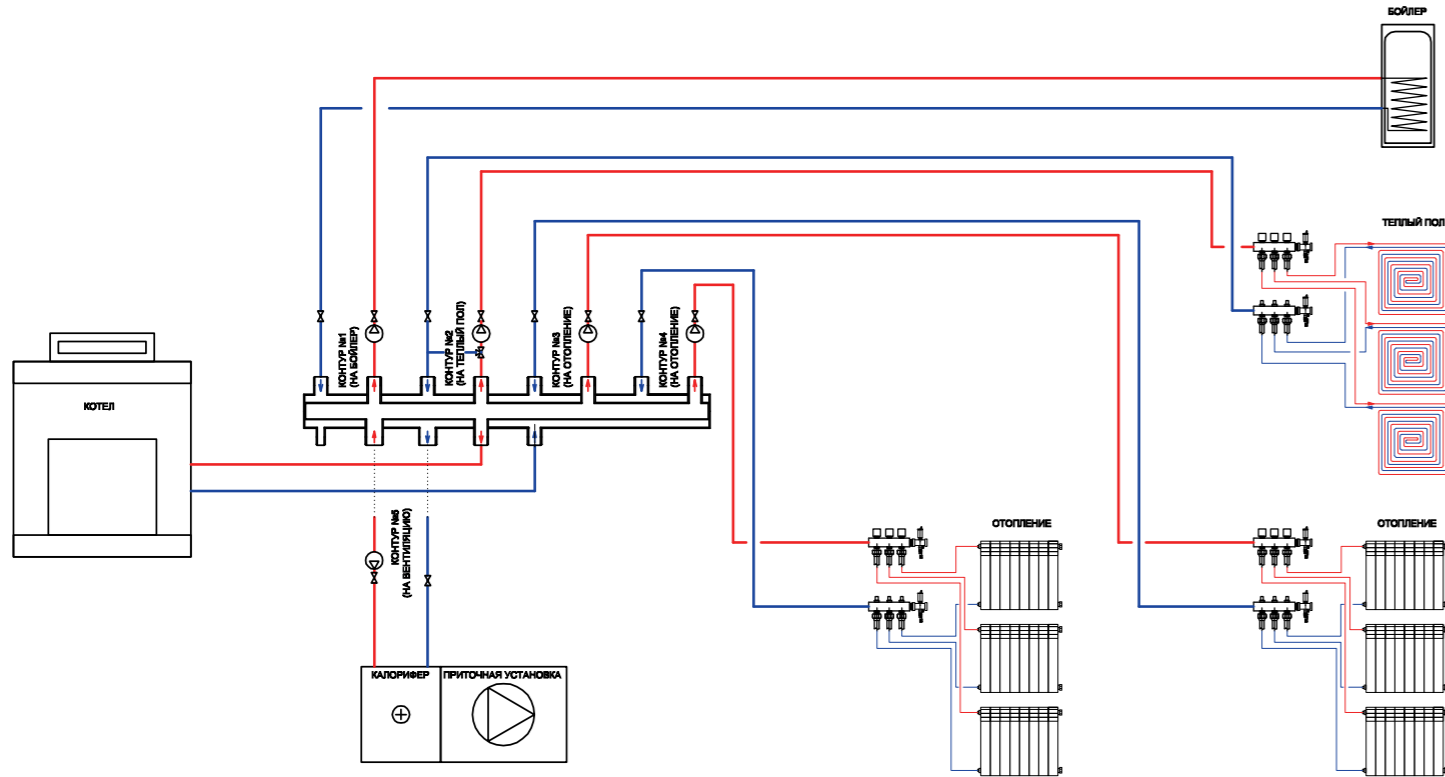 БОЙЛЕР
ТЕПЛЫЙ ПОЛ
КОНТУР №1
(НА БОЙЛЕР)
КОНТУР №2
(НА ТЕПЛЫЙ ПОЛ)
КОНТУР №3
(НА ОТОПЛЕНИЕ)
КОНТУР №4
(НА ОТОПЛЕНИЕ)
КОТЕЛ
КОНТУР №5
(НА ВЕНТИЛЯЦИЮ)
ОТОПЛЕНИЕ
ОТОПЛЕНИЕ
КАЛОРИФЕР
ПРИТОЧНАЯ УСТАНОВКА